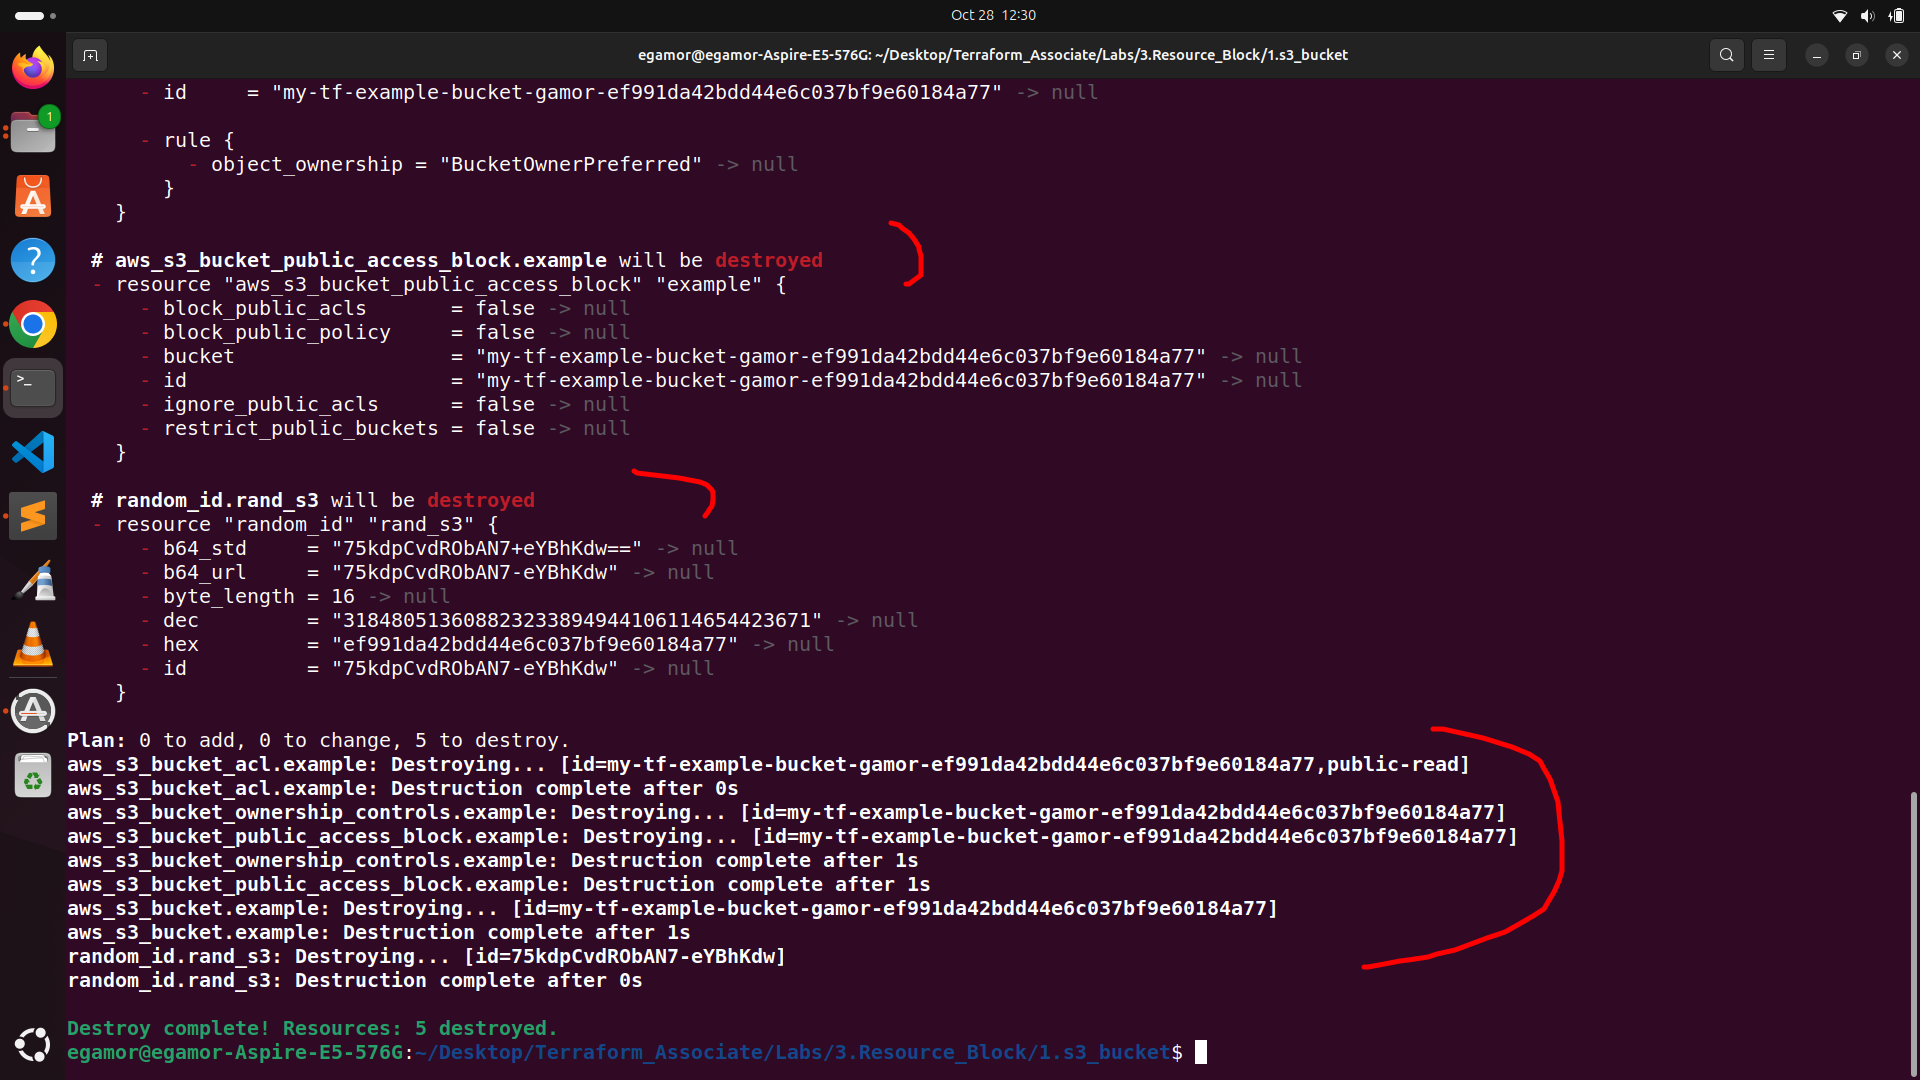 Oct 28 12:30
egamor@egamor-Aspire-E5-576G: ~/Desktop/Terraform_Associate/Labs/3.Resource_Block/1.s3_bucket
1
- id     = "my-tf-example-bucket-gamor-ef991da42bdd44e6c037bf9e60184a77" -> null
- rule {
- object_ownership = "BucketOwnerPreferred" -> null
}
}
# aws_s3_bucket_public_access_block.example will be destroyed
- resource "aws_s3_bucket_public_access_block" "example" {
- block_public_acls       = false -> null
- block_public_policy     = false -> null
- bucket                  = "my-tf-example-bucket-gamor-ef991da42bdd44e6c037bf9e60184a77" -> null
- id                      = "my-tf-example-bucket-gamor-ef991da42bdd44e6c037bf9e60184a77" -> null
- ignore_public_acls      = false -> null
- restrict_public_buckets = false -> null
}
# random_id.rand_s3 will be destroyed
- resource "random_id" "rand_s3" {
- b64_std     = "75kdpCvdRObAN7+eYBhKdw==" -> null
- b64_url     = "75kdpCvdRObAN7-eYBhKdw" -> null
- byte_length = 16 -> null
- dec         = "318480513608823233894944106114654423671" -> null
- hex         = "ef991da42bdd44e6c037bf9e60184a77" -> null
- id          = "75kdpCvdRObAN7-eYBhKdw" -> null
}
Plan: 0 to add, 0 to change, 5 to destroy.
aws_s3_bucket_acl.example: Destroying... [id=my-tf-example-bucket-gamor-ef991da42bdd44e6c037bf9e60184a77,public-read]
aws_s3_bucket_acl.example: Destruction complete after 0s
aws_s3_bucket_ownership_controls.example: Destroying... [id=my-tf-example-bucket-gamor-ef991da42bdd44e6c037bf9e60184a77]
aws_s3_bucket_public_access_block.example: Destroying... [id=my-tf-example-bucket-gamor-ef991da42bdd44e6c037bf9e60184a77]
aws_s3_bucket_ownership_controls.example: Destruction complete after 1s
aws_s3_bucket_public_access_block.example: Destruction complete after 1s
aws_s3_bucket.example: Destroying... [id=my-tf-example-bucket-gamor-ef991da42bdd44e6c037bf9e60184a77]
aws_s3_bucket.example: Destruction complete after 1s
random_id.rand_s3: Destroying... [id=75kdpCvdRObAN7-eYBhKdw]
random_id.rand_s3: Destruction complete after 0s
Destroy complete! Resources: 5 destroyed.
egamor@egamor-Aspire-E5-576G:~/Desktop/Terraform_Associate/Labs/3.Resource_Block/1.s3_bucket$